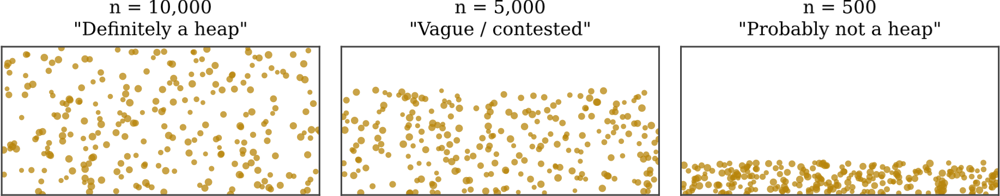 n = 10,000
"Definitely a heap"
n = 5,000
"Vague / contested"
n = 500
"Probably not a heap"